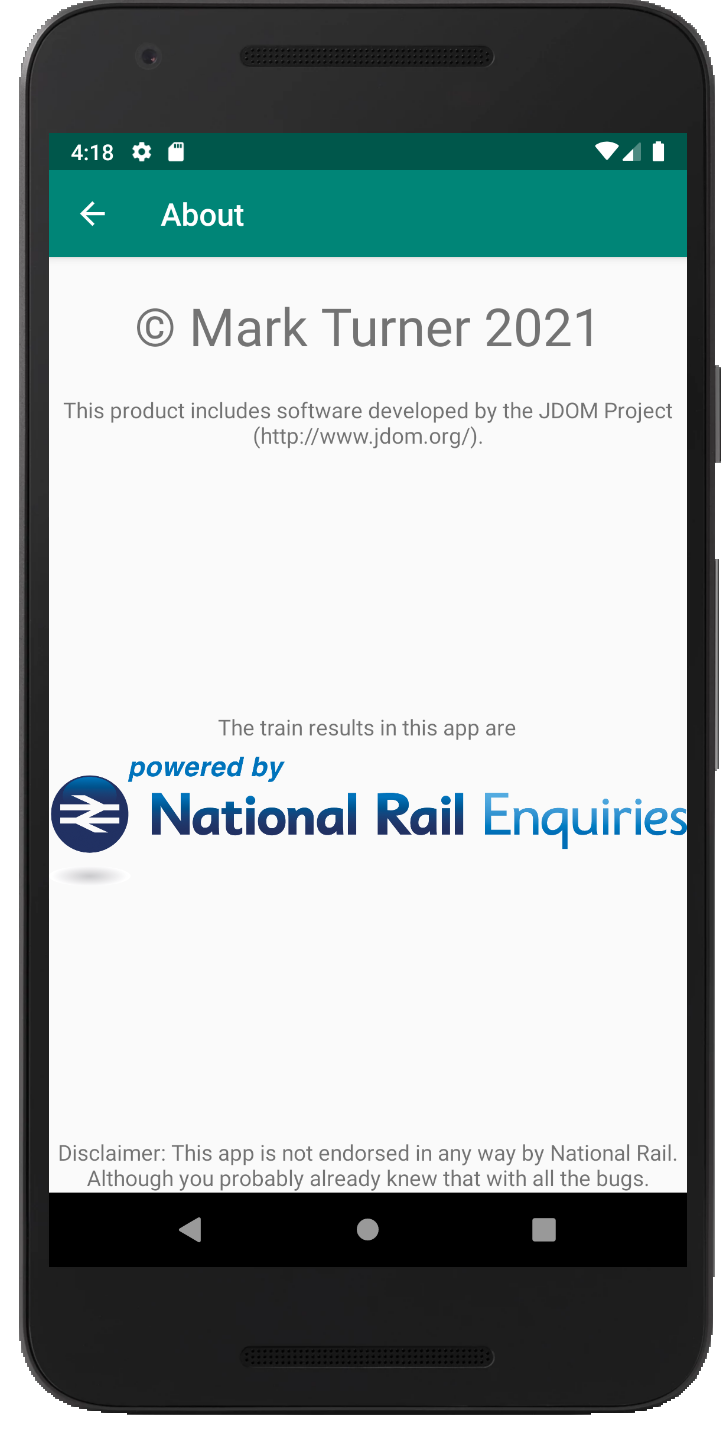 4:18
About
© Mark Turner 2021
This product includes software developed by the JDOM Project
(http://www.jdom.org/).
The train results in this app are
powered by
National Rail Enquiries
Disclaimer: This app is not endorsed in any way by National Rail.
Although you probably already knew that with all the bugs.